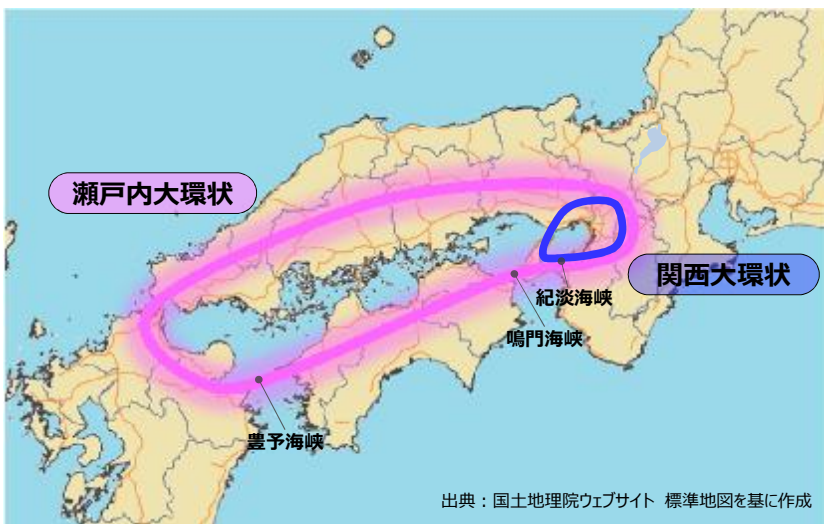 瀬戸内大環状
関西大環状
紀淡海峡
鳴門海峡
豊予海峡
出典：国土地理院ウェブサイト 標準地図を基に作成